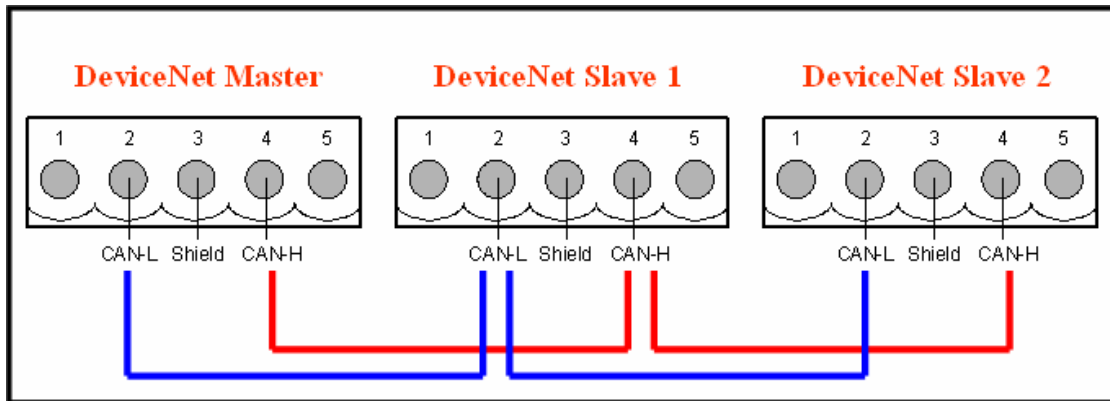 DeviceNet Master DeviceNet Slave 1 DeviceNet Slave 2
1 2 3 4 5 1 2 3 4 5 1 2 3 4 5
CAN-L Shield CAN-H CAN-L Shield CAN-H CAN-L Shield CAN-H